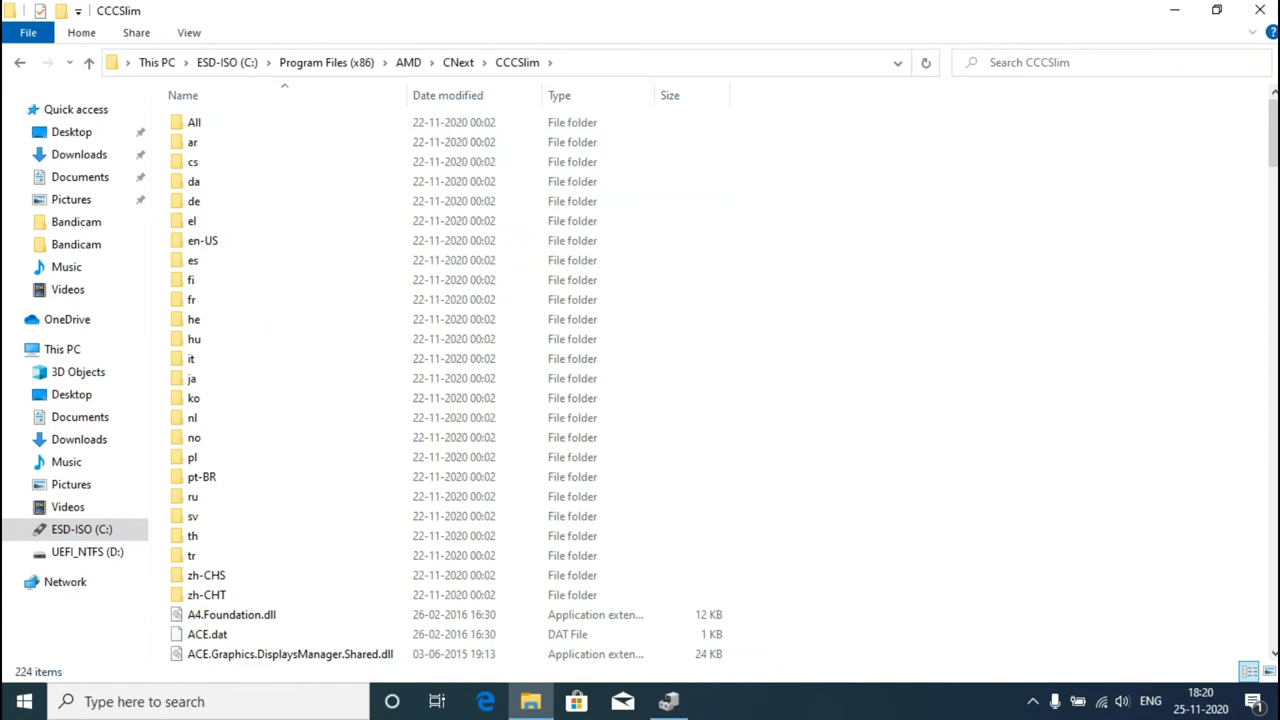 CCCSlim
File Home Share View
This PC ESD-ISO (C:) Program Files (x86) AMD CNext CCCSlim Search CCCSlim
Name Date modified Type Size
Quick access
Desktop
Downloads
Documents
Pictures
Bandicam
Bandicam
Music
Videos
OneDrive
This PC
3D Objects
Desktop
Documents
Downloads
Music
Pictures
Videos
ESD-ISO (C:)
UEFI_NTFS (D:)
Network
All 22-11-2020 00:02 File folder
ar 22-11-2020 00:02 File folder
cs 22-11-2020 00:02 File folder
da 22-11-2020 00:02 File folder
de 22-11-2020 00:02 File folder
el 22-11-2020 00:02 File folder
en-US 22-11-2020 00:02 File folder
es 22-11-2020 00:02 File folder
fi 22-11-2020 00:02 File folder
fr 22-11-2020 00:02 File folder
he 22-11-2020 00:02 File folder
hu 22-11-2020 00:02 File folder
it 22-11-2020 00:02 File folder
ja 22-11-2020 00:02 File folder
ko 22-11-2020 00:02 File folder
nl 22-11-2020 00:02 File folder
no 22-11-2020 00:02 File folder
pl 22-11-2020 00:02 File folder
pt-BR 22-11-2020 00:02 File folder
ru 22-11-2020 00:02 File folder
sv 22-11-2020 00:02 File folder
th 22-11-2020 00:02 File folder
tr 22-11-2020 00:02 File folder
zh-CHS 22-11-2020 00:02 File folder
zh-CHT 22-11-2020 00:02 File folder
A4.Foundation.dll 26-02-2016 16:30 Application exten... 12 KB
ACE.dat 26-02-2016 16:30 DAT File 1 KB
ACE.Graphics.DisplaysManager.Shared.dll 03-06-2015 19:13 Application exten... 24 KB
224 items
Type here to search ENG 18:20
25-11-2020 1